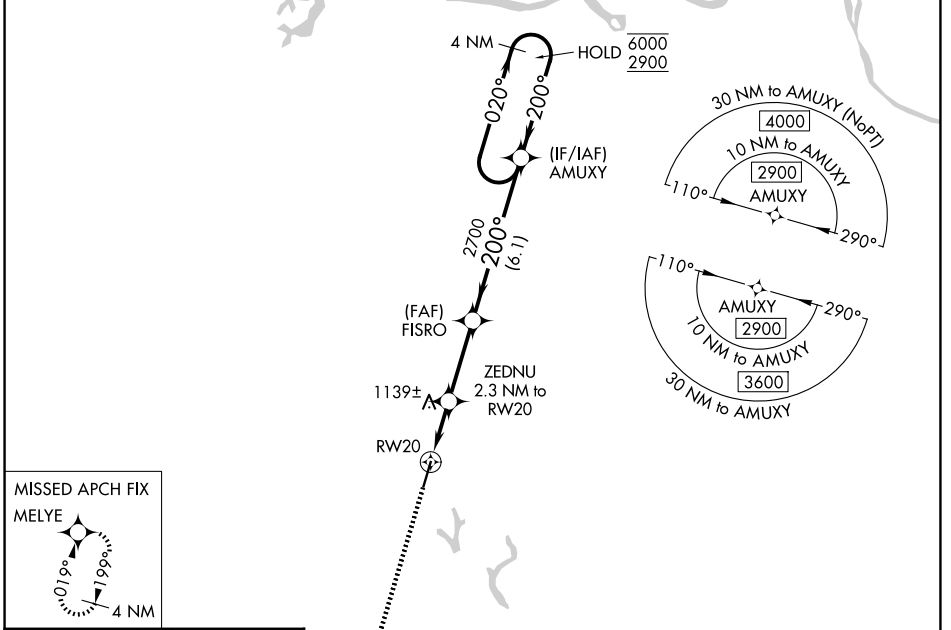 4 NM
HOLD 6000
2900
020°
200°
(IF/IAF)
AMUXY
2700
200°
(6.1)
(FAF)
FISRO
ZEDNU
2.3 NM to
RW20
1139±
RW20
30 NM to AMUXY (NoPT)
4000
10 NM to AMUXY
2900
AMUXY
110°
290°
110°
290°
AMUXY
2900
10 NM to AMUXY
3600
30 NM to AMUXY
MISSED APCH FIX
MELYE
019°
199°
4 NM